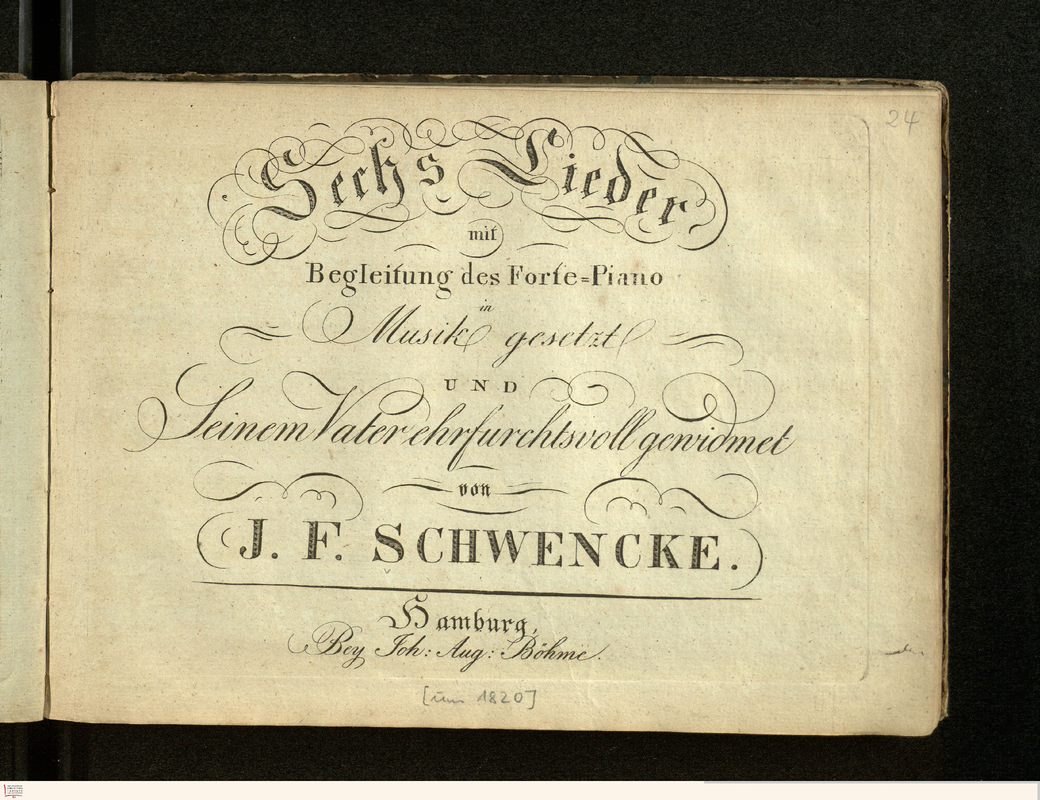 24
Sechs Lieder
mit
Begleitung des Forte=Piano
in
Musik gesetzt
UND
Seinem Vater ehrfurchtsvoll gewidmet
von
J. F. SCHWENCKE.
Hamburg,
Bey Joh: Aug: Böhme.
[um 1820]